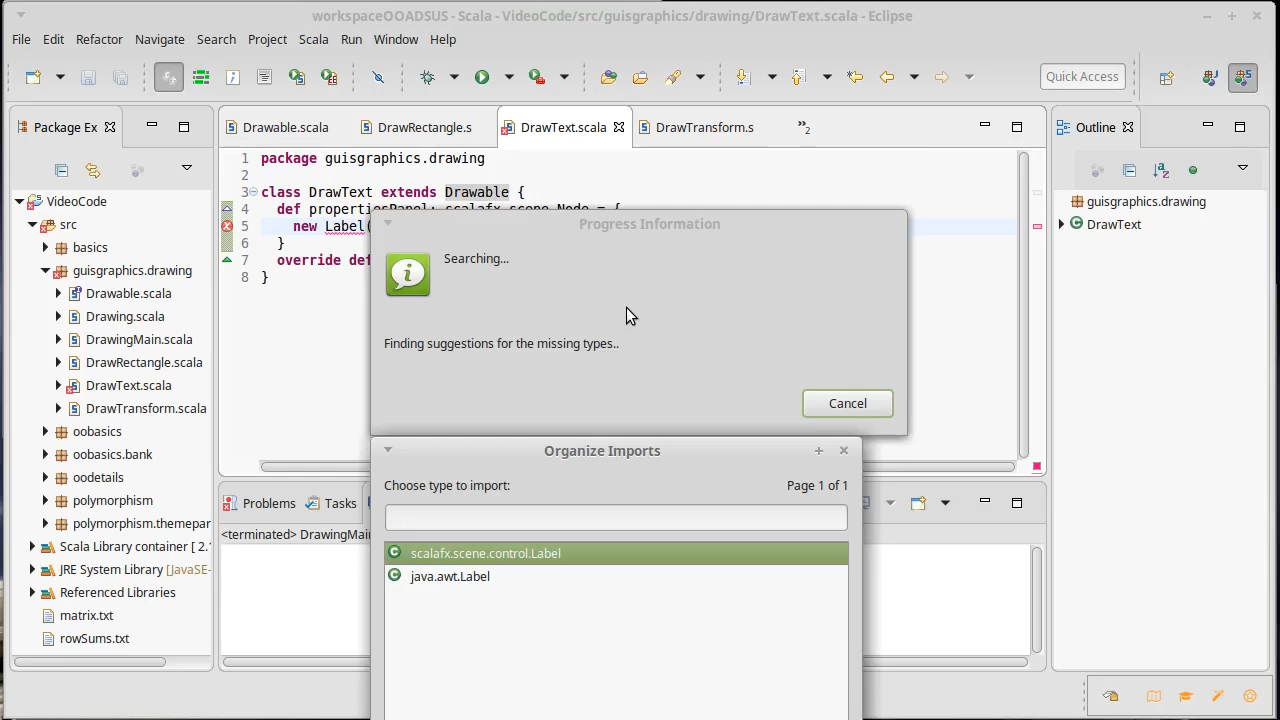 workspaceOOADSUS - Scala - VideoCode/src/guisgraphics/drawing/DrawText.scala - Eclipse
File Edit Refactor Navigate Search Project Scala Run Window Help
Quick Access
Package Ex
Drawable.scala
DrawRectangle.s
DrawText.scala
DrawTransform.s
»2
Outline
VideoCode
src
basics
guisgraphics.drawing
Drawable.scala
Drawing.scala
DrawingMain.scala
DrawRectangle.scala
DrawText.scala
DrawTransform.scala
oobasics
oobasics.bank
oodetails
polymorphism
polymorphism.themepar
Scala Library container [ 2.
JRE System Library [JavaSE-
Referenced Libraries
matrix.txt
rowSums.txt
1 package guisgraphics.drawing
2
3 class DrawText extends Drawable {
4 def propertiesPanel: scalafx.scene.Node = {
5 new Label(
6 }
7 override def
8 }
guisgraphics.drawing
DrawText
Progress Information
Searching...
Finding suggestions for the missing types..
Cancel
Organize Imports
Choose type to import:
Page 1 of 1
scalafx.scene.control.Label
java.awt.Label
Problems
Tasks
<terminated> DrawingMai